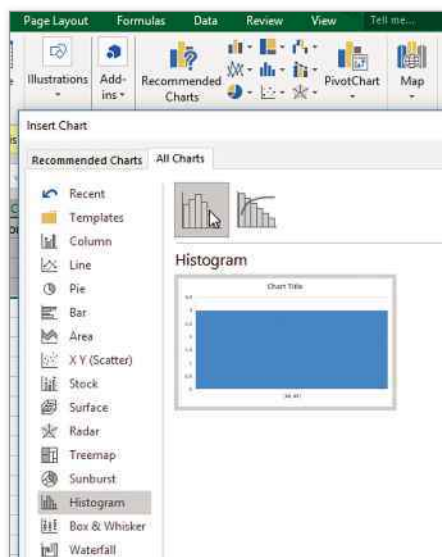 Page Layout Formulas Data Review View Tell me...
Illustrations Add-ins Recommended Charts PivotChart Map
Insert Chart
Recommended Charts All Charts
Recent
Templates
Column
Line
Pie
Bar
Area
X Y (Scatter)
Stock
Surface
Radar
Treemap
Sunburst
Histogram
Box & Whisker
Waterfall
Histogram
Chart Title